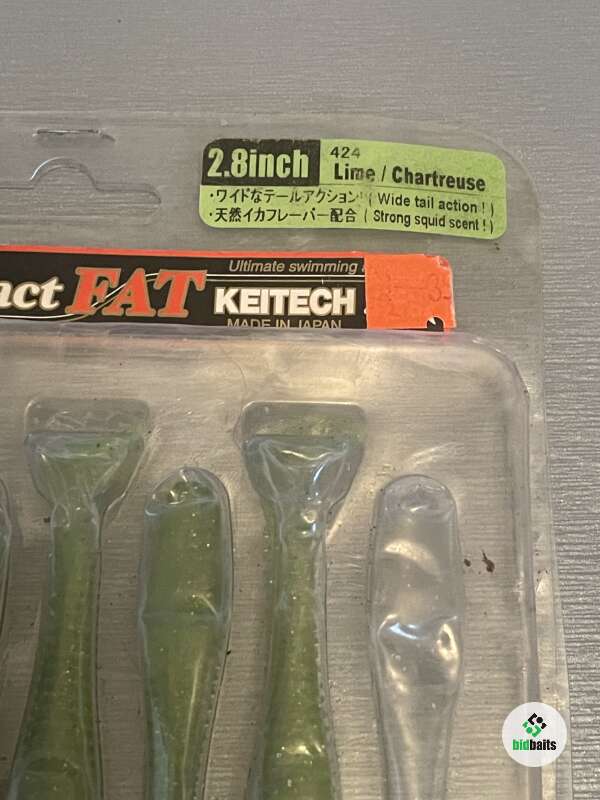 2.8inch
424
Lime / Chartreuse
・ワイドなテールアクション!( Wide tail action ! )
・天然イカフレーバー配合( Strong squid scent ! )
Ultimate swimming
FAT KEITECH
MADE IN JAPAN
bidbaits